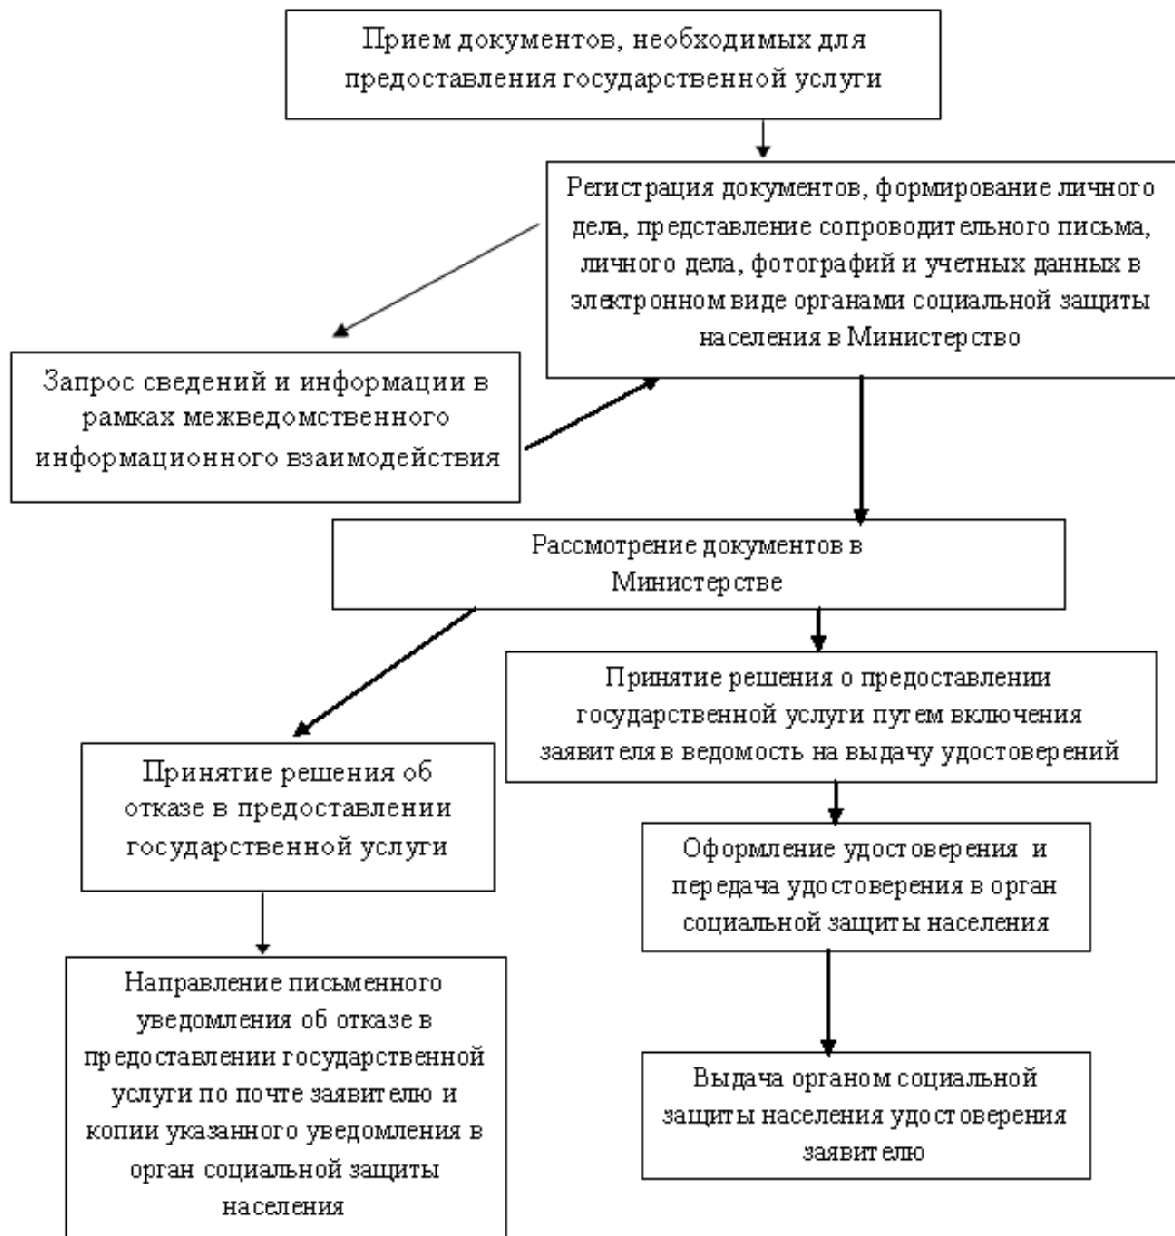 Прием документов, необходимых для
предоставления государственной услуги
Регистрация документов, формирование личного
дела, представление сопроводительного письма,
личного дела, фотографий и учетных данных в
электронном виде органами социальной защиты
населения в Министерство
Запрос сведений и информации в
рамках межведомственного
информационного взаимодействия
Рассмотрение документов в
Министерстве
Принятие решения о предоставлении
государственной услуги путем включения
заявителя в ведомость на выдачу удостоверений
Принятие решения об
отказе в предоставлении
государственной услуги
Оформление удостоверения и
передача удостоверения в орган
социальной защиты населения
Направление письменного
уведомления об отказе в
предоставлении государственной
услуги по почте заявителю и
копии указанного уведомления в
орган социальной защиты
населения
Выдача органом социальной
защиты населения удостоверения
заявителю